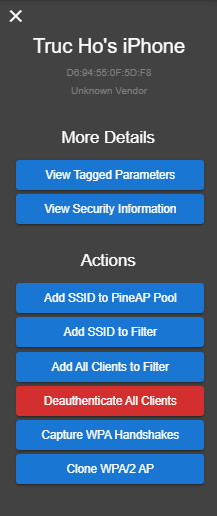 ×
Truc Ho's iPhone
D6:94:55:0F:5D:F8
Unknown Vendor
More Details
View Tagged Parameters
View Security Information
Actions
Add SSID to PineAP Pool
Add SSID to Filter
Add All Clients to Filter
Deauthenticate All Clients
Capture WPA Handshakes
Clone WPA/2 AP